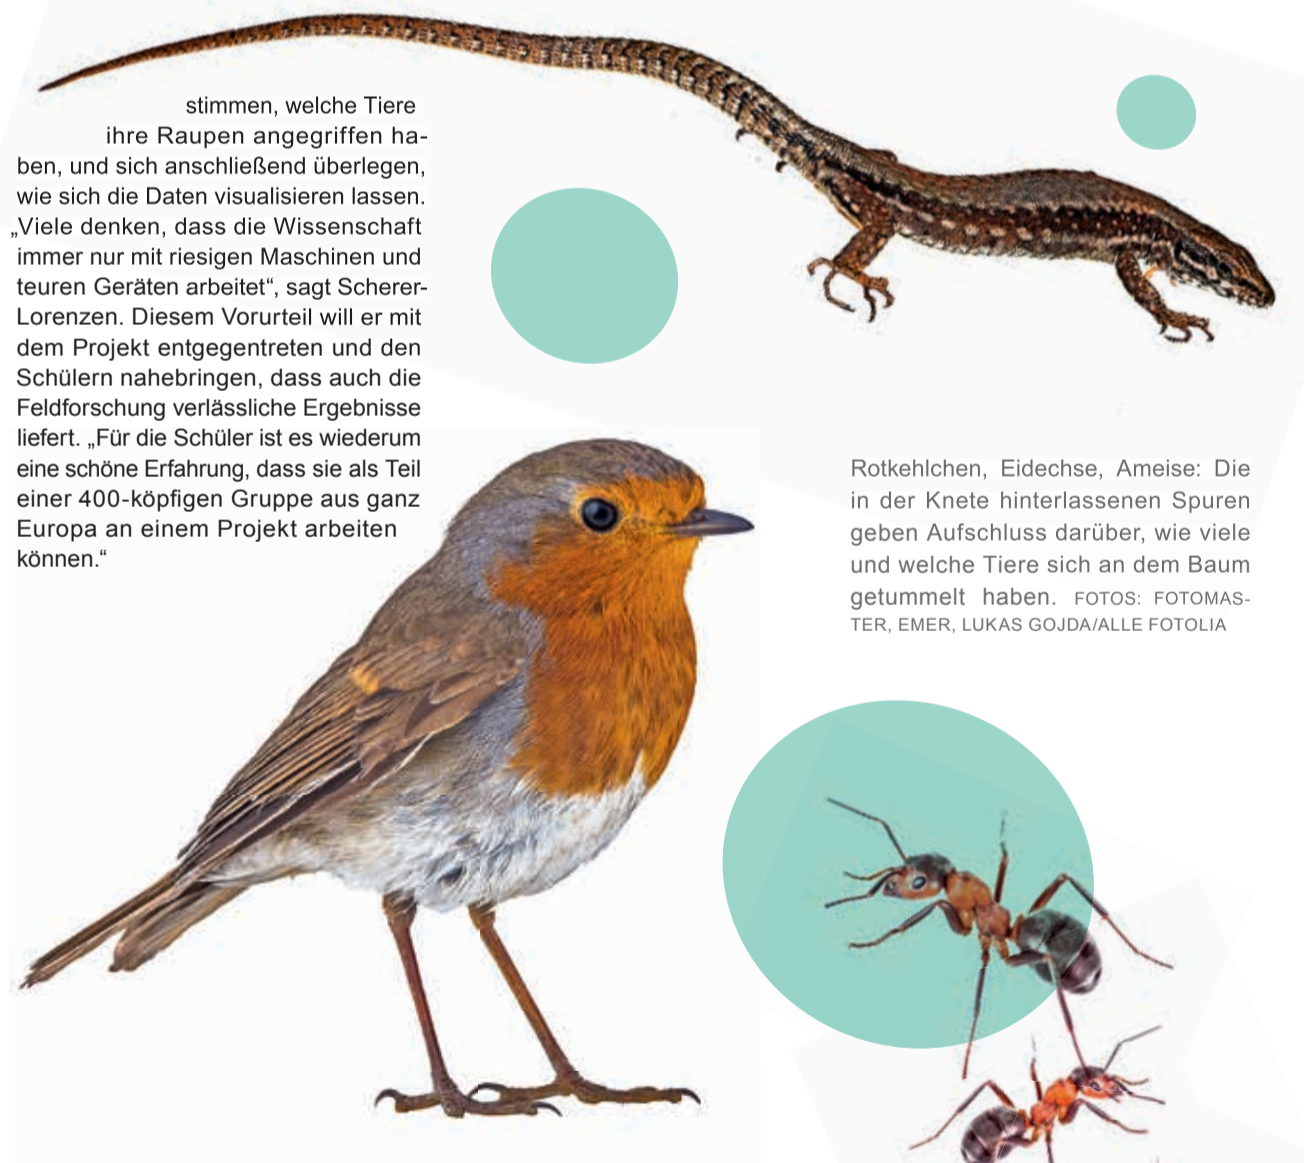 stimmen, welche Tiere
ihre Raupen angegriffen ha-
ben, und sich anschließend überlegen,
wie sich die Daten visualisieren lassen.
„Viele denken, dass die Wissenschaft
immer nur mit riesigen Maschinen und
teuren Geräten arbeitet“, sagt Scherer-
Lorenzen. Diesem Vorurteil will er mit
dem Projekt entgegentreten und den
Schülern nahebringen, dass auch die
Feldforschung verlässliche Ergebnisse
liefert. „Für die Schüler ist es wiederum
eine schöne Erfahrung, dass sie als Teil
einer 400-köpfigen Gruppe aus ganz
Europa an einem Projekt arbeiten
können.“
Rotkehlchen, Eidechse, Ameise: Die
in der Knete hinterlassenen Spuren
geben Aufschluss darüber, wie viele
und welche Tiere sich an dem Baum
getummelt haben. FOTOS: FOTOMAS-
TER, EMER, LUKAS GOJDA/ALLE FOTOLIA